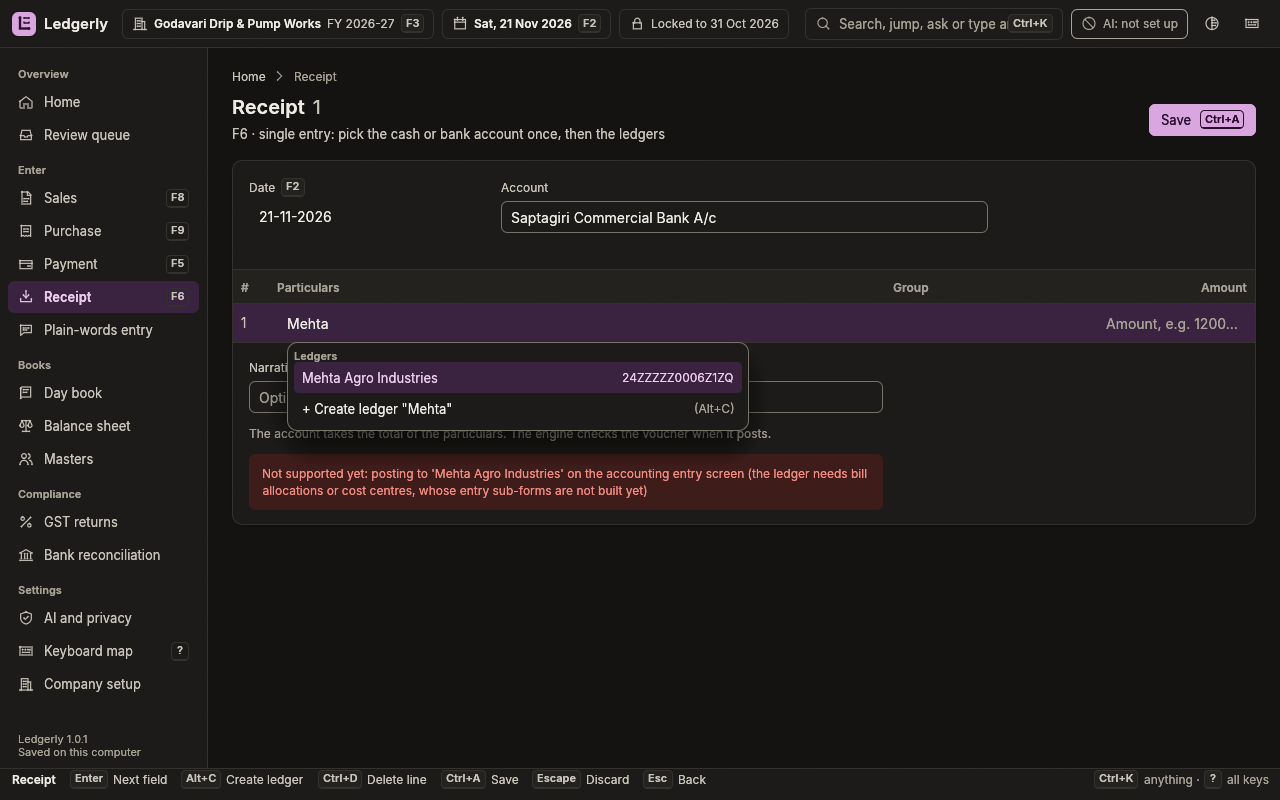 Ledgerly
Godavari Drip & Pump Works FY 2026-27 F3
Sat, 21 Nov 2026 F2
Locked to 31 Oct 2026
Search, jump, ask or type a Ctrl+K
AI: not set up
Overview
Home
Review queue
Enter
Sales F8
Purchase F9
Payment F5
Receipt F6
Plain-words entry
Books
Day book
Balance sheet
Masters
Compliance
GST returns
Bank reconciliation
Settings
AI and privacy
Keyboard map ?
Company setup
Ledgerly 1.0.1
Saved on this computer
Home Receipt
Receipt 1
F6 · single entry: pick the cash or bank account once, then the ledgers
Save Ctrl+A
Date F2
Account
21-11-2026
Saptagiri Commercial Bank A/c
# Particulars Group Amount
1 Mehta Amount, e.g. 1200...
Ledgers
Mehta Agro Industries 24ZZZZZ0006Z1ZQ
+ Create ledger "Mehta" (Alt+C)
Narrati
Opti
The account takes the total of the particulars. The engine checks the voucher when it posts.
Not supported yet: posting to 'Mehta Agro Industries' on the accounting entry screen (the ledger needs bill
allocations or cost centres, whose entry sub-forms are not built yet)
Receipt Enter Next field Alt+C Create ledger Ctrl+D Delete line Ctrl+A Save Escape Discard Esc Back
Ctrl+K anything · ? all keys